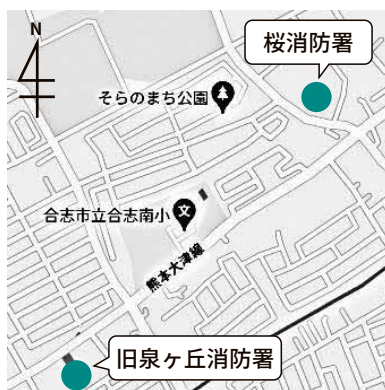 N
桜消防署
そらのまち公園
合志市立合志南小
文
熊本大津線
旧泉ヶ丘消防署